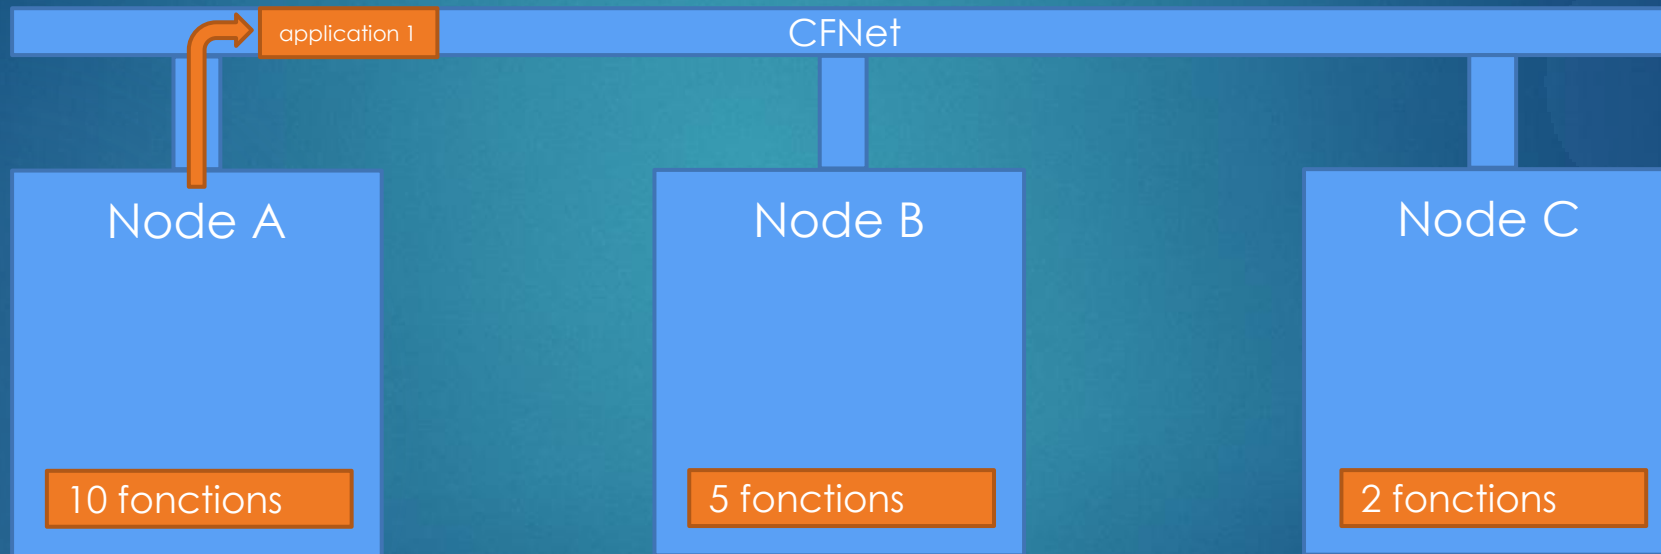 application 1
CFNet
Node A
Node B
Node C
10 fonctions
5 fonctions
2 fonctions